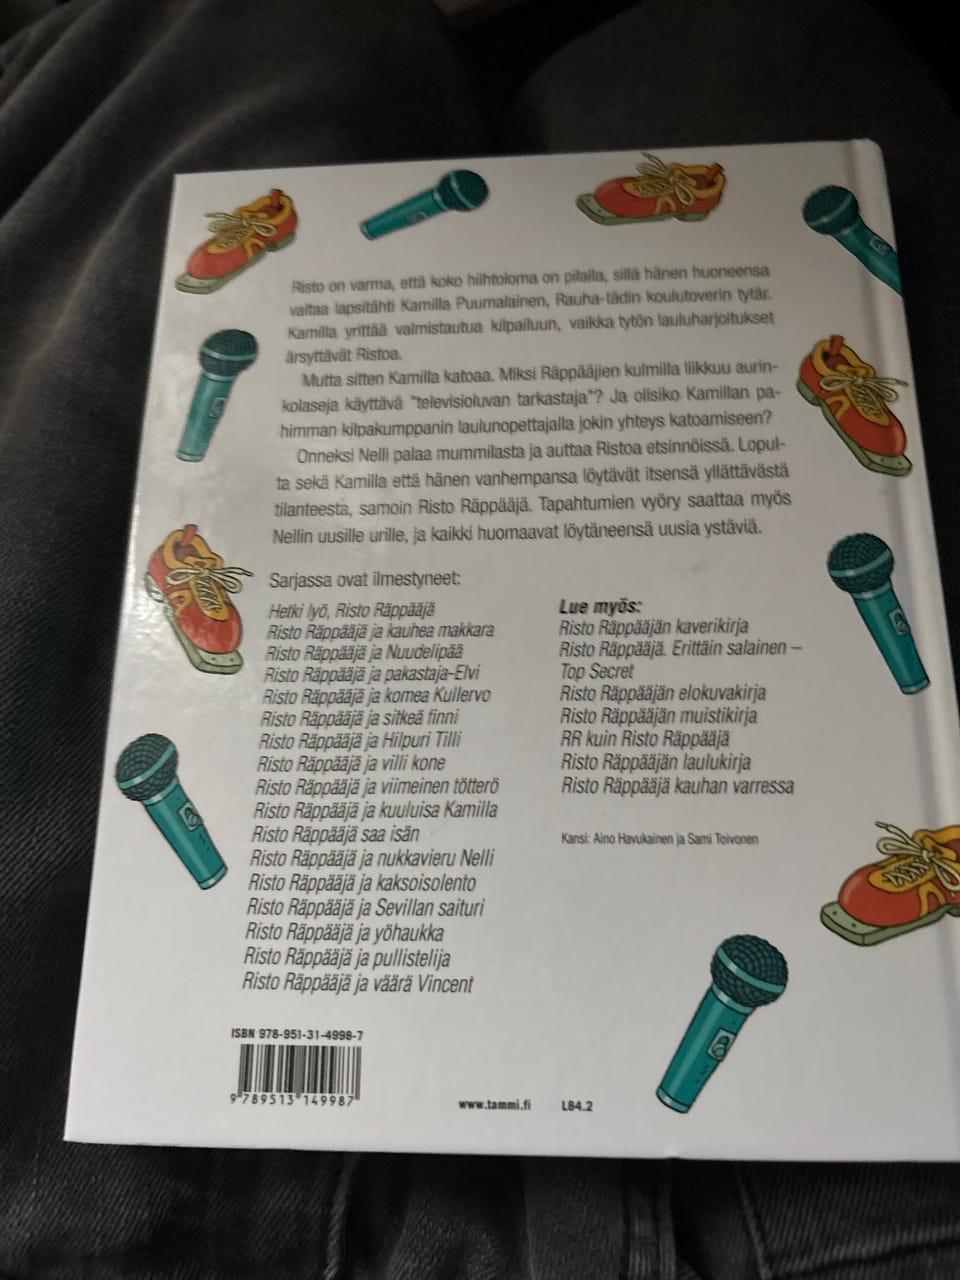 Risto on varma, että koko hiihtoloma on pilalla, sillä hänen huoneensa
valtaa lapsitähti Kamilla Puumalainen, Rauha-tädin koulutoverin tytär.
Kamilla yrittää valmistautua kilpailuun, vaikka tytön lauluharjoitukset
ärsyttävät Ristoa.
Mutta sitten Kamilla katoaa. Miksi Räppääjien kulmilla liikkuu aurin-
kolaseja käyttävä "televisioluvan tarkastaja"? Ja olisiko Kamillan pa-
himman kilpakumppanin laulunopettajalla jokin yhteys katoamiseen?
Onneksi Nelli palaa mummilasta ja auttaa Ristoa etsinnöissä. Lopul-
ta sekä Kamilla että hänen vanhempansa löytävät itsensä yllättävästä
tilanteesta, samoin Risto Räppääjä. Tapahtumien vyöry saattaa myös
Nellin uusille urille, ja kaikki huomaavat löytäneensä uusia ystäviä.
Sarjassa ovat ilmestyneet:
Hetki lyö, Risto Räppääjä
Risto Räppääjä ja kauhea makkara
Risto Räppääjä ja Nuudelipää
Risto Räppääjä ja pakastaja-Elvi
Risto Räppääjä ja komea Kullervo
Risto Räppääjä ja sitkeä finni
Risto Räppääjä ja Hilpuri Tilli
Risto Räppääjä ja villi kone
Risto Räppääjä ja viimeinen tötterö
Risto Räppääjä ja kuuluisa Kamilla
Risto Räppääjä saa isän
Risto Räppääjä ja nukkavieru Nelli
Risto Räppääjä ja kaksoisolento
Risto Räppääjä ja Sevillan saituri
Risto Räppääjä ja yöhaukka
Risto Räppääjä ja pullistelija
Risto Räppääjä ja väärä Vincent
Lue myös:
Risto Räppääjän kaverikirja
Risto Räppääjä. Erittäin salainen –
Top Secret
Risto Räppääjän elokuvakirja
Risto Räppääjän muistikirja
RR kuin Risto Räppääjä
Risto Räppääjän laulukirja
Risto Räppääjä kauhan varressa
Kansi: Aino Havukainen ja Sami Toivonen
ISBN 978-951-31-4998-7
9 789513 149987
www.tammi.fi
L84.2